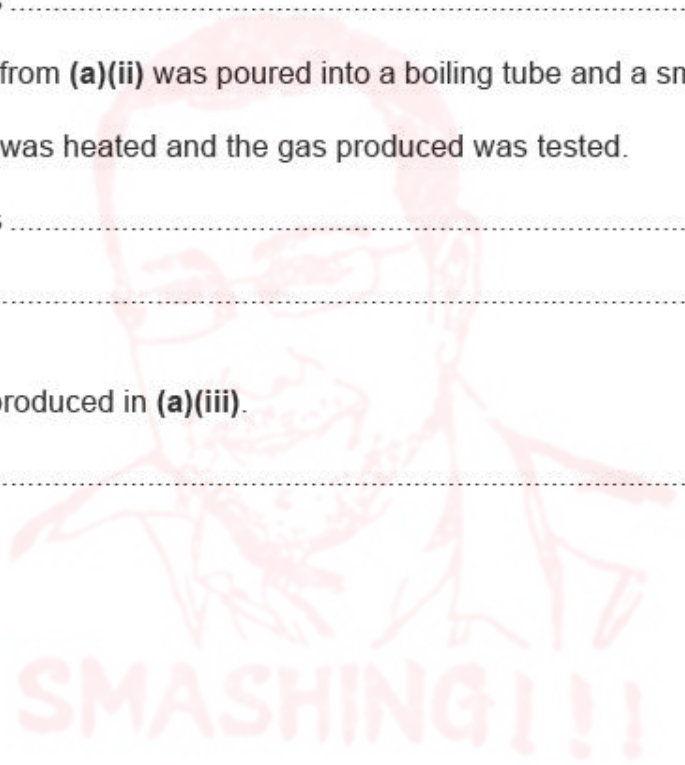 from (a)(ii) was poured into a boiling tube and a
was heated and the gas produced was tested.
produced in (a)(iii).
SMASHING!!!